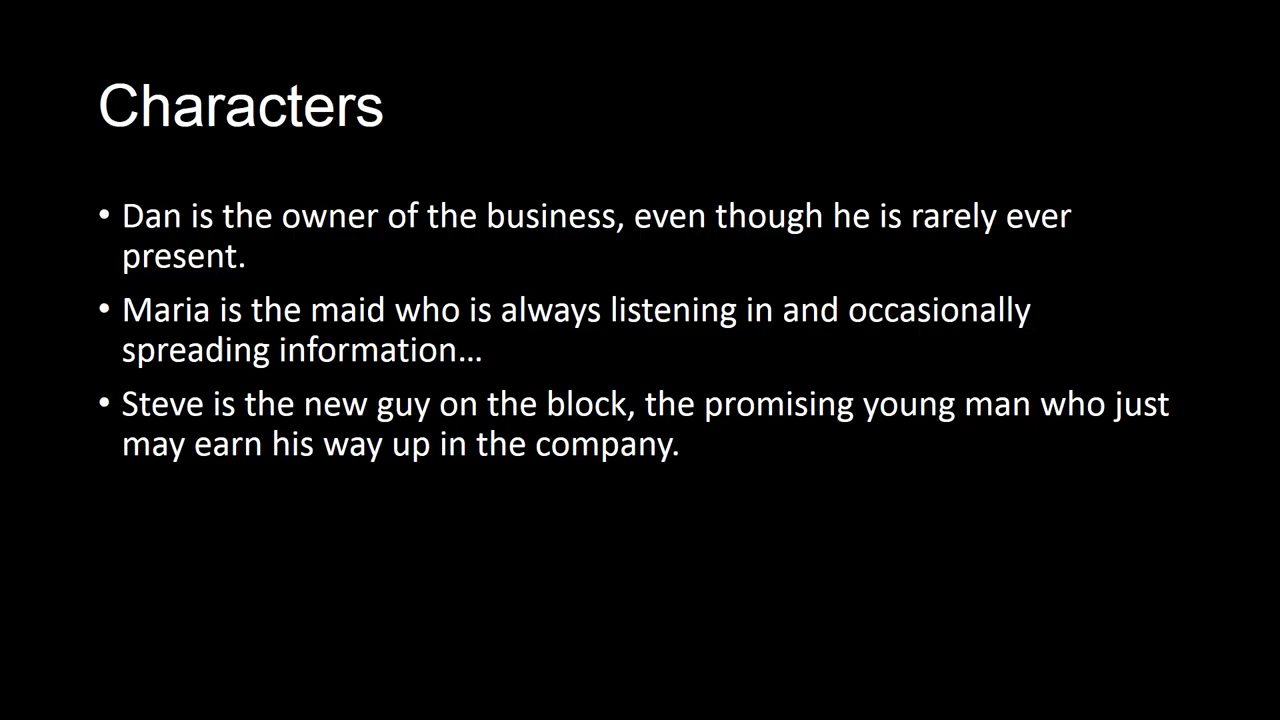 Characters
• Dan is the owner of the business, even though he is rarely ever
present.
• Maria is the maid who is always listening in and occasionally
spreading information…
• Steve is the new guy on the block, the promising young man who just
may earn his way up in the company.